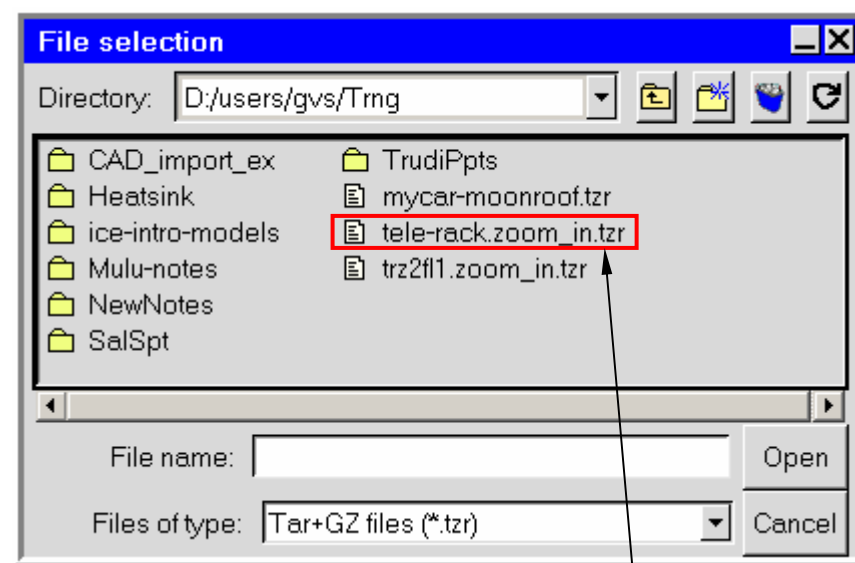 File selection
Directory: D:/users/gvs/Trng
CAD_import_ex
Heatsink
ice-intro-models
Mulu-notes
NewNotes
SalSpt
TrudiPpts
mycar-moonroof.tzr
tele-rack.zoom_in.tzr
trz2fl1.zoom_in.tzr
File name:
Open
Files of type: Tar+GZ files (*.tzr)
Cancel